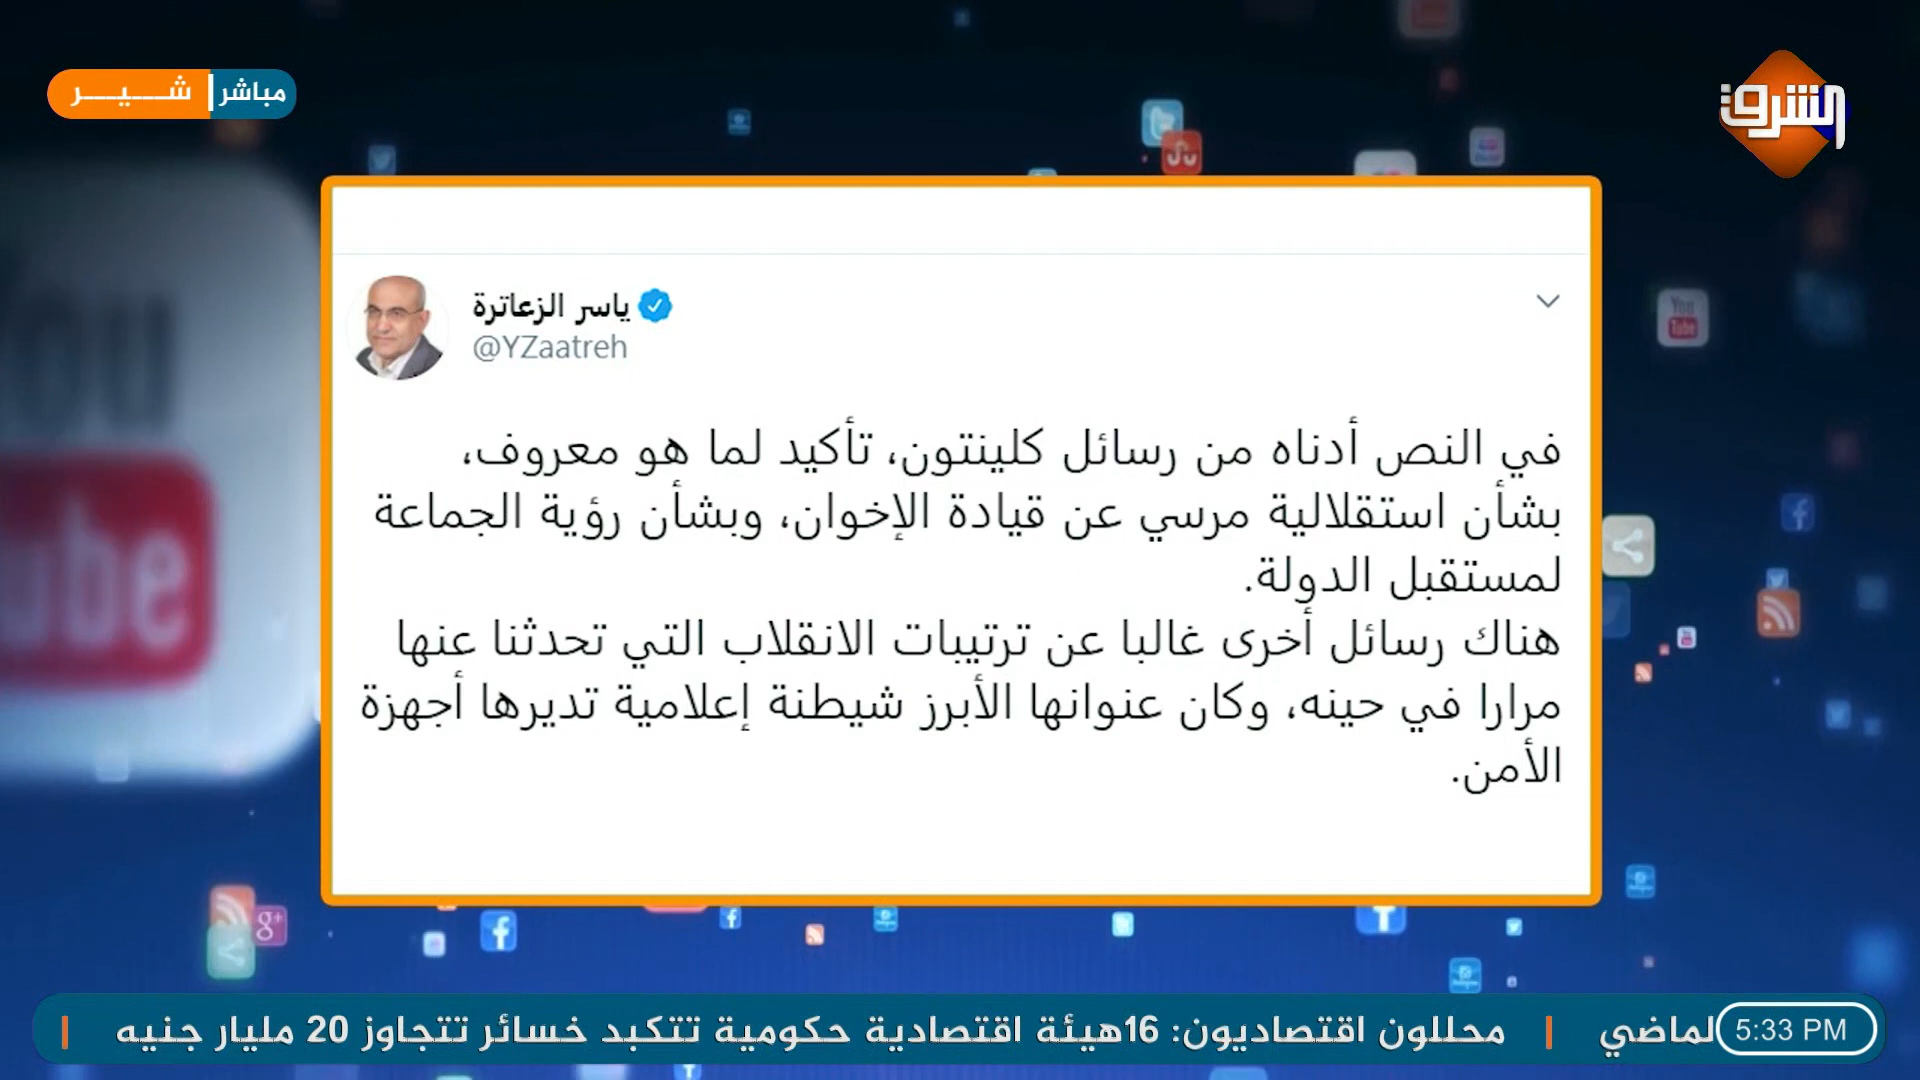 مباشر
شيـر
الشرق
ياسر الزعاترة
@YZaatreh
في النص أدناه من رسائل كلينتون، تأكيد لما هو معروف،
بشأن استقلالية مرسي عن قيادة الإخوان، وبشأن رؤية الجماعة
لمستقبل الدولة.
هناك رسائل أخرى غالبا عن ترتيبات الانقلاب التي تحدثنا عنها
مرارا في حينه، وكان عنوانها الأبرز شيطنة إعلامية تديرها أجهزة
الأمن.
You
Tube
5:33 PM
لماضي | محللون اقتصاديون: 16هيئة اقتصادية حكومية تتكبد خسائر تتجاوز 20 مليار جنيه |